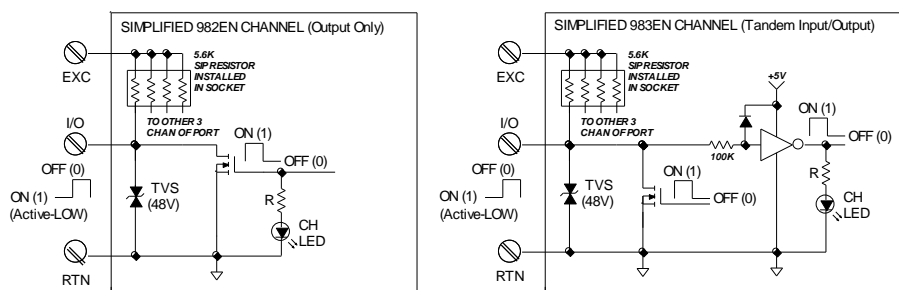 SIMPLIFIED 982EN CHANNEL (Output Only)
EXC
5.6K
SIP RESISTOR
INSTALLED
IN SOCKET
TO OTHER 3
CHAN OF PORT
I/O
ON (1)
OFF (0)
OFF (0)
ON (1)
(Active-LOW)
TVS
(48V)
R
CH
LED
RTN
SIMPLIFIED 983EN CHANNEL (Tandem Input/Output)
EXC
5.6K
SIP RESISTOR
INSTALLED
IN SOCKET
+5V
TO OTHER 3
CHAN OF PORT
ON (1)
I/O
OFF (0)
100K
OFF (0)
ON (1)
ON (1)
(Active-LOW)
TVS
(48V)
OFF (0)
R
CH
LED
RTN